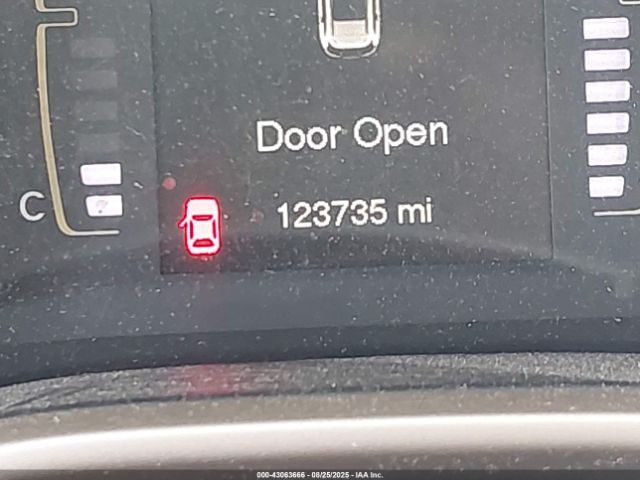 Door Open
C
123735 mi
000-43063666 - 08/25/2025 - IAA Inc.